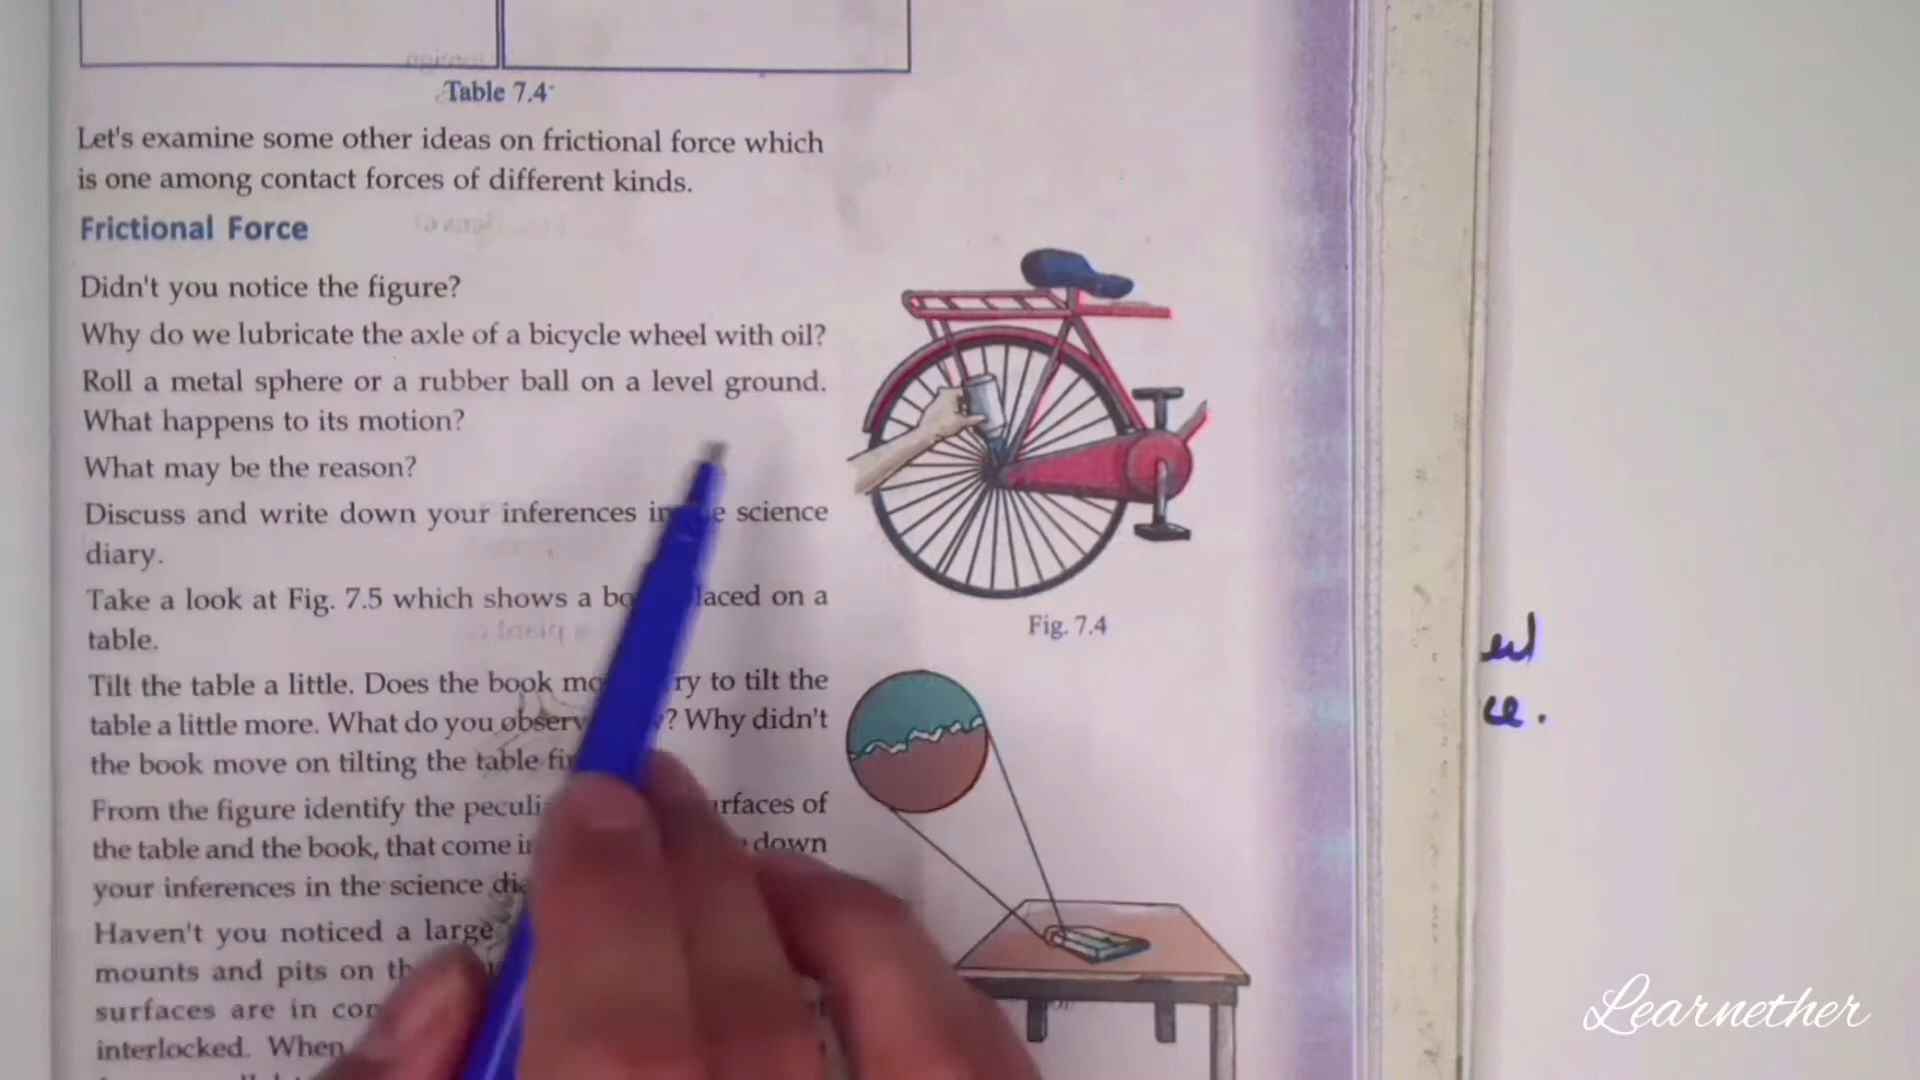 Table 7.4
Let's examine some other ideas on frictional force which
is one among contact forces of different kinds.
Frictional Force
Didn't you notice the figure?
Why do we lubricate the axle of a bicycle wheel with oil?
Roll a metal sphere or a rubber ball on a level ground.
What happens to its motion?
What may be the reason?
Discuss and write down your inferences in science
diary.
Take a look at Fig. 7.5 which shows a placed on a
table.
Tilt the table a little. Does the book to tilt the
table a little more. What do you Why didn't
the book move on tilting the table
From the figure identify the of
the table and the book, that come down
your inferences in the science
Haven't you noticed a large
mounts and pits on
surfaces are in
interlocked. When
Fig. 7.4
ce.
Learnether